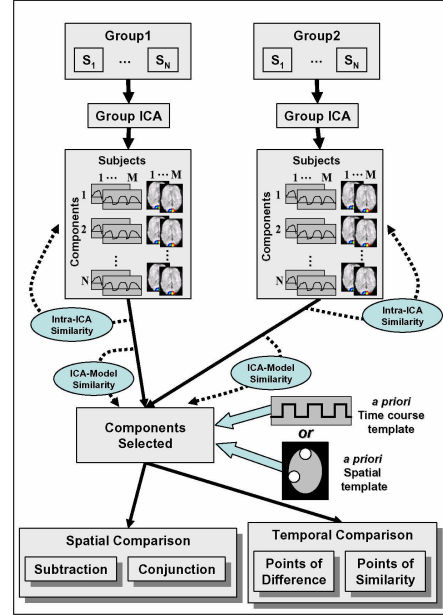 Group1
S1 ... SN
Group2
S1 ... SN
Group ICA
Group ICA
Subjects
1 ... M 1 ... M
Components
1
2
⋮
N
Subjects
1 ... M 1 ... M
Components
1
2
⋮
N
Intra-ICA
Similarity
Intra-ICA
Similarity
ICA-Model
Similarity
ICA-Model
Similarity
Components
Selected
a priori
Time course
template
or
a priori
Spatial
template
Spatial Comparison
Subtraction
Conjunction
Temporal Comparison
Points of
Difference
Points of
Similarity